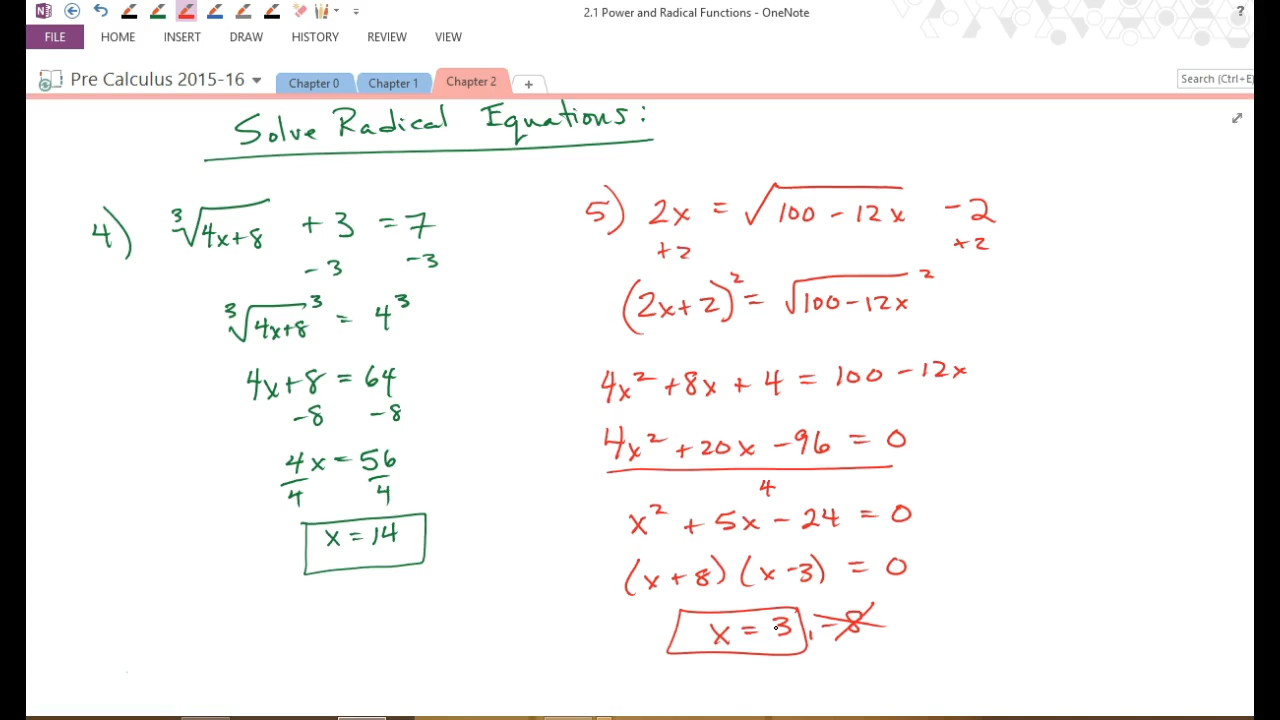 2.1 Power and Radical Functions - OneNote ?
FILE HOME INSERT DRAW HISTORY REVIEW VIEW
Pre Calculus 2015-16 Chapter 0 Chapter 1 Chapter 2 + Search (Ctrl+E)
Solve Radical Equations:
4) ∛(4x+8) + 3 = 7
-3 -3
∛(4x+8)³ = 4³
4x+8 = 64
-8 -8
4x = 56
4 4
x = 14
5) 2x = √(100 - 12x) - 2
+2 +2
(2x+2)² = √(100-12x)²
4x² + 8x + 4 = 100 - 12x
4x² + 20x - 96 = 0
4
x² + 5x - 24 = 0
(x+8)(x-3) = 0
x = 3, -8